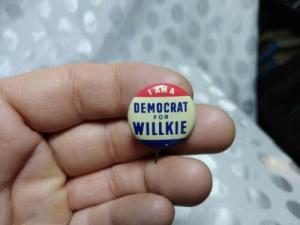 I AM A
DEMOCRAT
FOR
WILLKIE